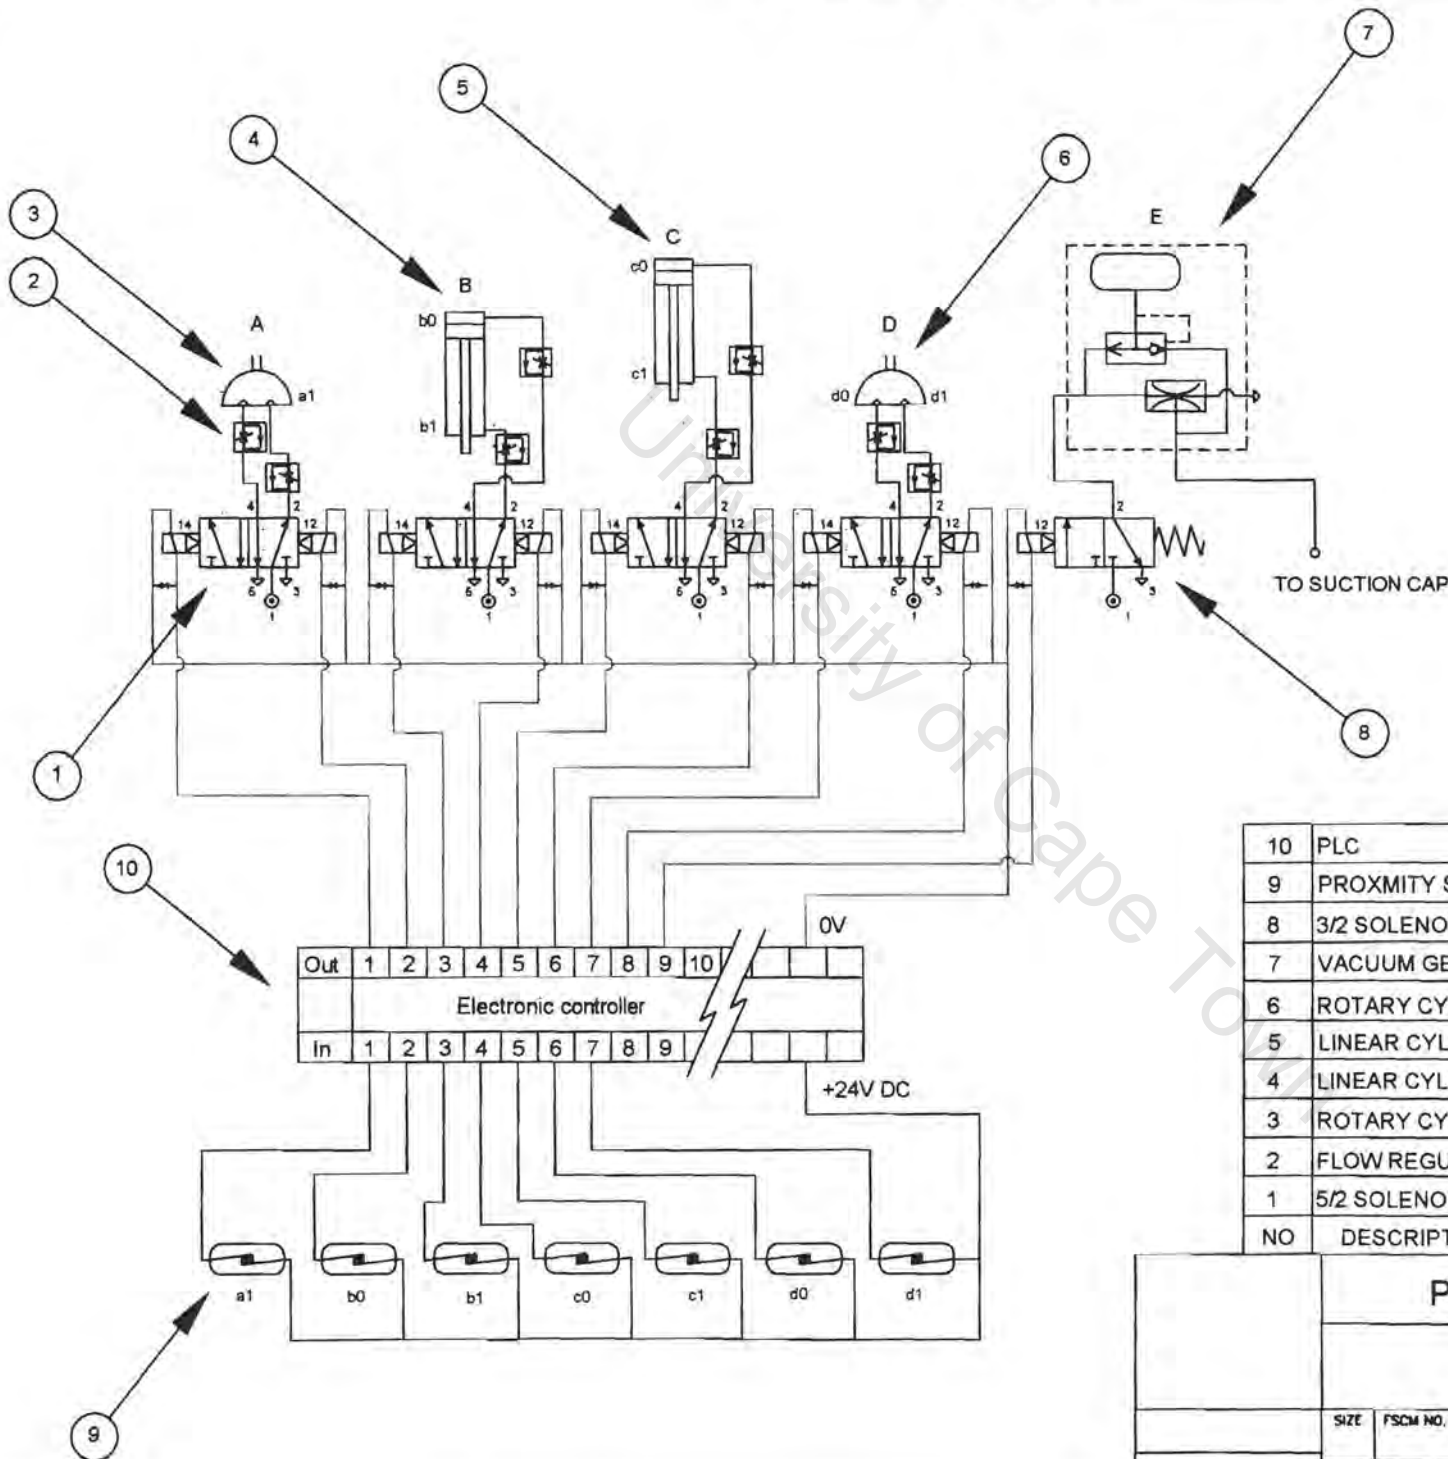 7
5
4
6
3
E
C
2
c0
B
b0
A
D
c1
a1
d0
d1
b1
4 2
4 2
4 2
4 2
2
14 12
14 12
14 12
14 12
12
TO SUCTION CAP
5 3
1
5 3
1
5 3
1
5 3
1
3
1
8
1
10
0V
Out 1 2 3 4 5 6 7 8 9 10
Electronic controller
In 1 2 3 4 5 6 7 8 9
+24V DC
a1 b0 b1 c0 c1 d0 d1
9
10 PLC
9 PROXMITY S
8 3/2 SOLENO
7 VACUUM GE
6 ROTARY CY
5 LINEAR CYL
4 LINEAR CYL
3 ROTARY CY
2 FLOW REGU
1 5/2 SOLENO
NO DESCRIPT
P
SIZE FSCM NO.
University of Cape Town